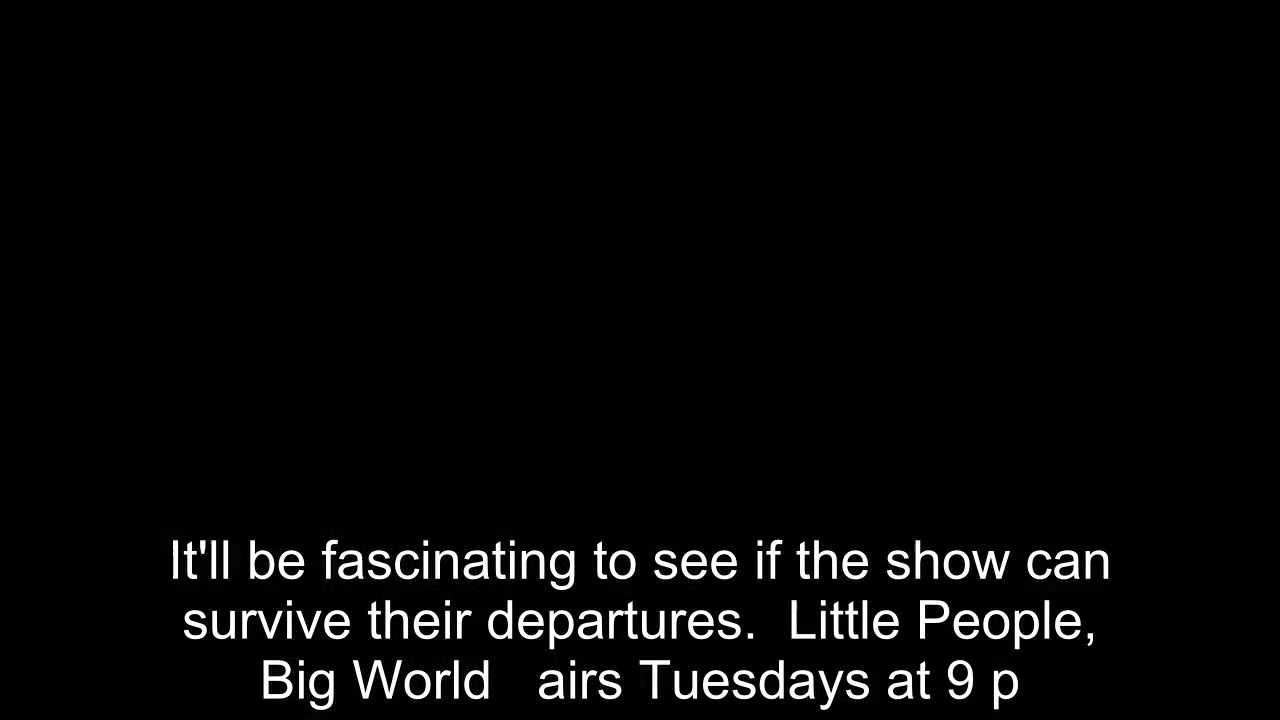 It'll be fascinating to see if the show can
survive their departures.  Little People,
Big World   airs Tuesdays at 9 p